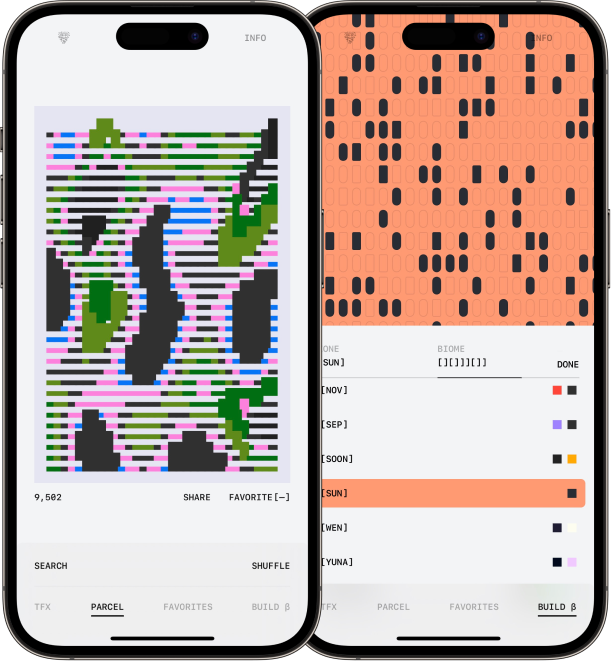 INFO
9,502 SHARE FAVORITE[—]
SEARCH SHUFFLE
TFX PARCEL FAVORITES BUILD β
INFO
ONE BIOME
SUN] [][]]][]] DONE
[NOV]
[SEP]
[SOON]
[SUN]
[WEN]
[YUNA]
TFX PARCEL FAVORITES BUILD β